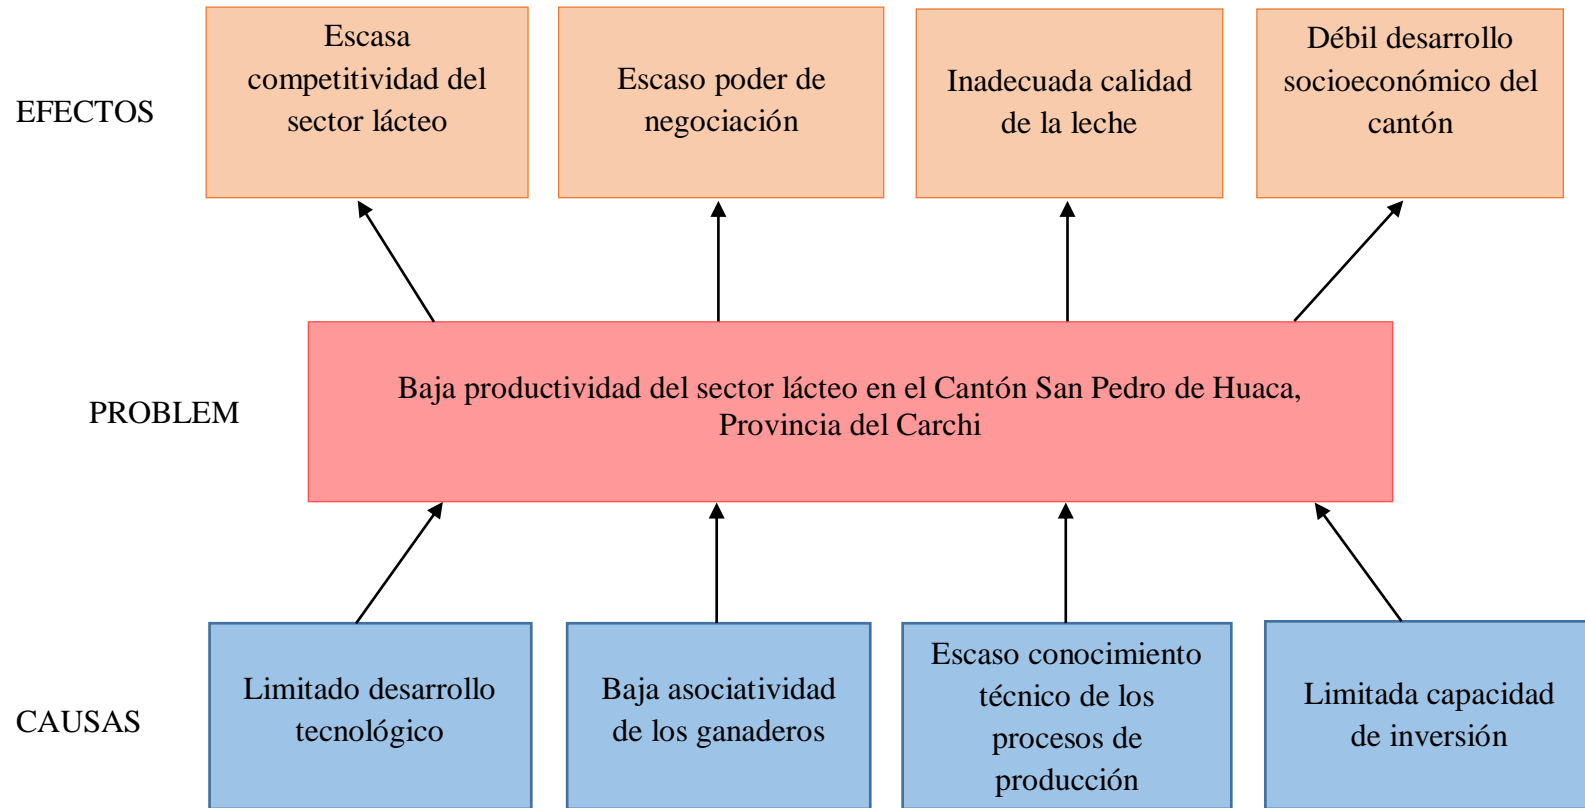 EFECTOS
Escasa
competitividad del
sector lácteo
Escaso poder de
negociación
Inadecuada calidad
de la leche
Débil desarrollo
socioeconómico del
cantón
PROBLEM
Baja productividad del sector lácteo en el Cantón San Pedro de Huaca,
Provincia del Carchi
CAUSAS
Limitado desarrollo
tecnológico
Baja asociatividad
de los ganaderos
Escaso conocimiento
técnico de los
procesos de
producción
Limitada capacidad
de inversión